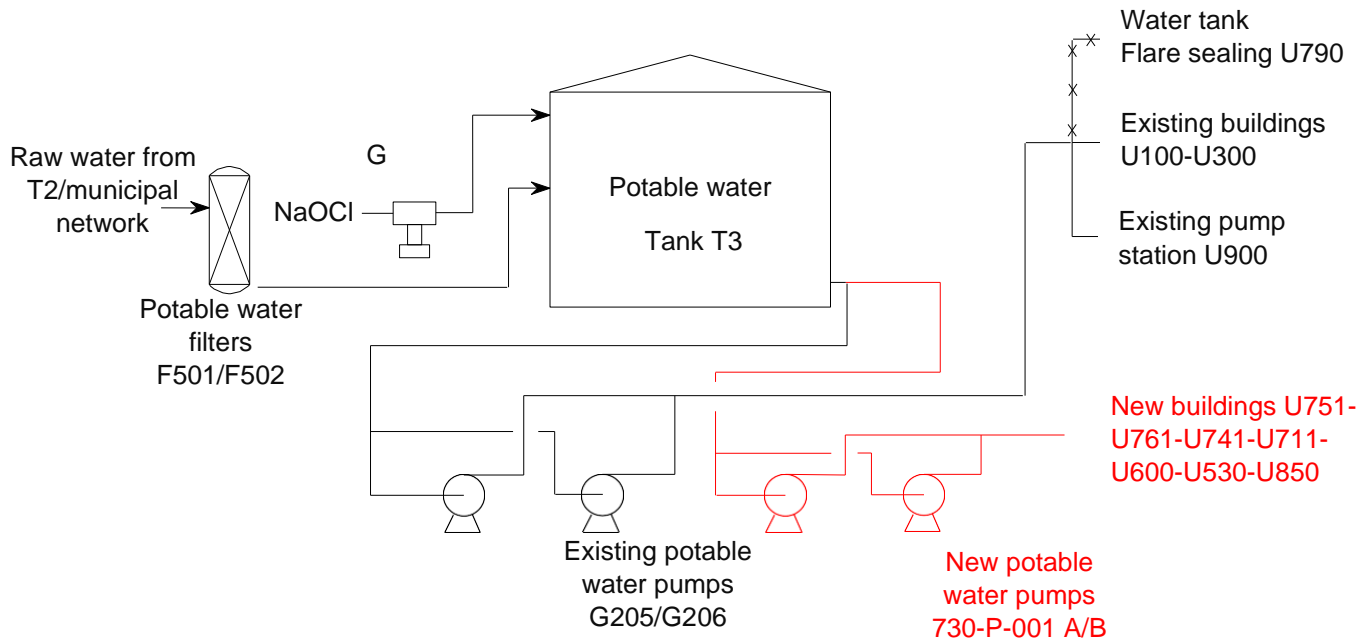 Water tank
Flare sealing U790
Raw water from
T2/municipal
network
G
NaOCl
Potable water
Tank T3
Existing buildings
U100-U300
Existing pump
station U900
Potable water
filters
F501/F502
New buildings U751-
U761-U741-U711-
U600-U530-U850
Existing potable
water pumps
G205/G206
New potable
water pumps
730-P-001 A/B